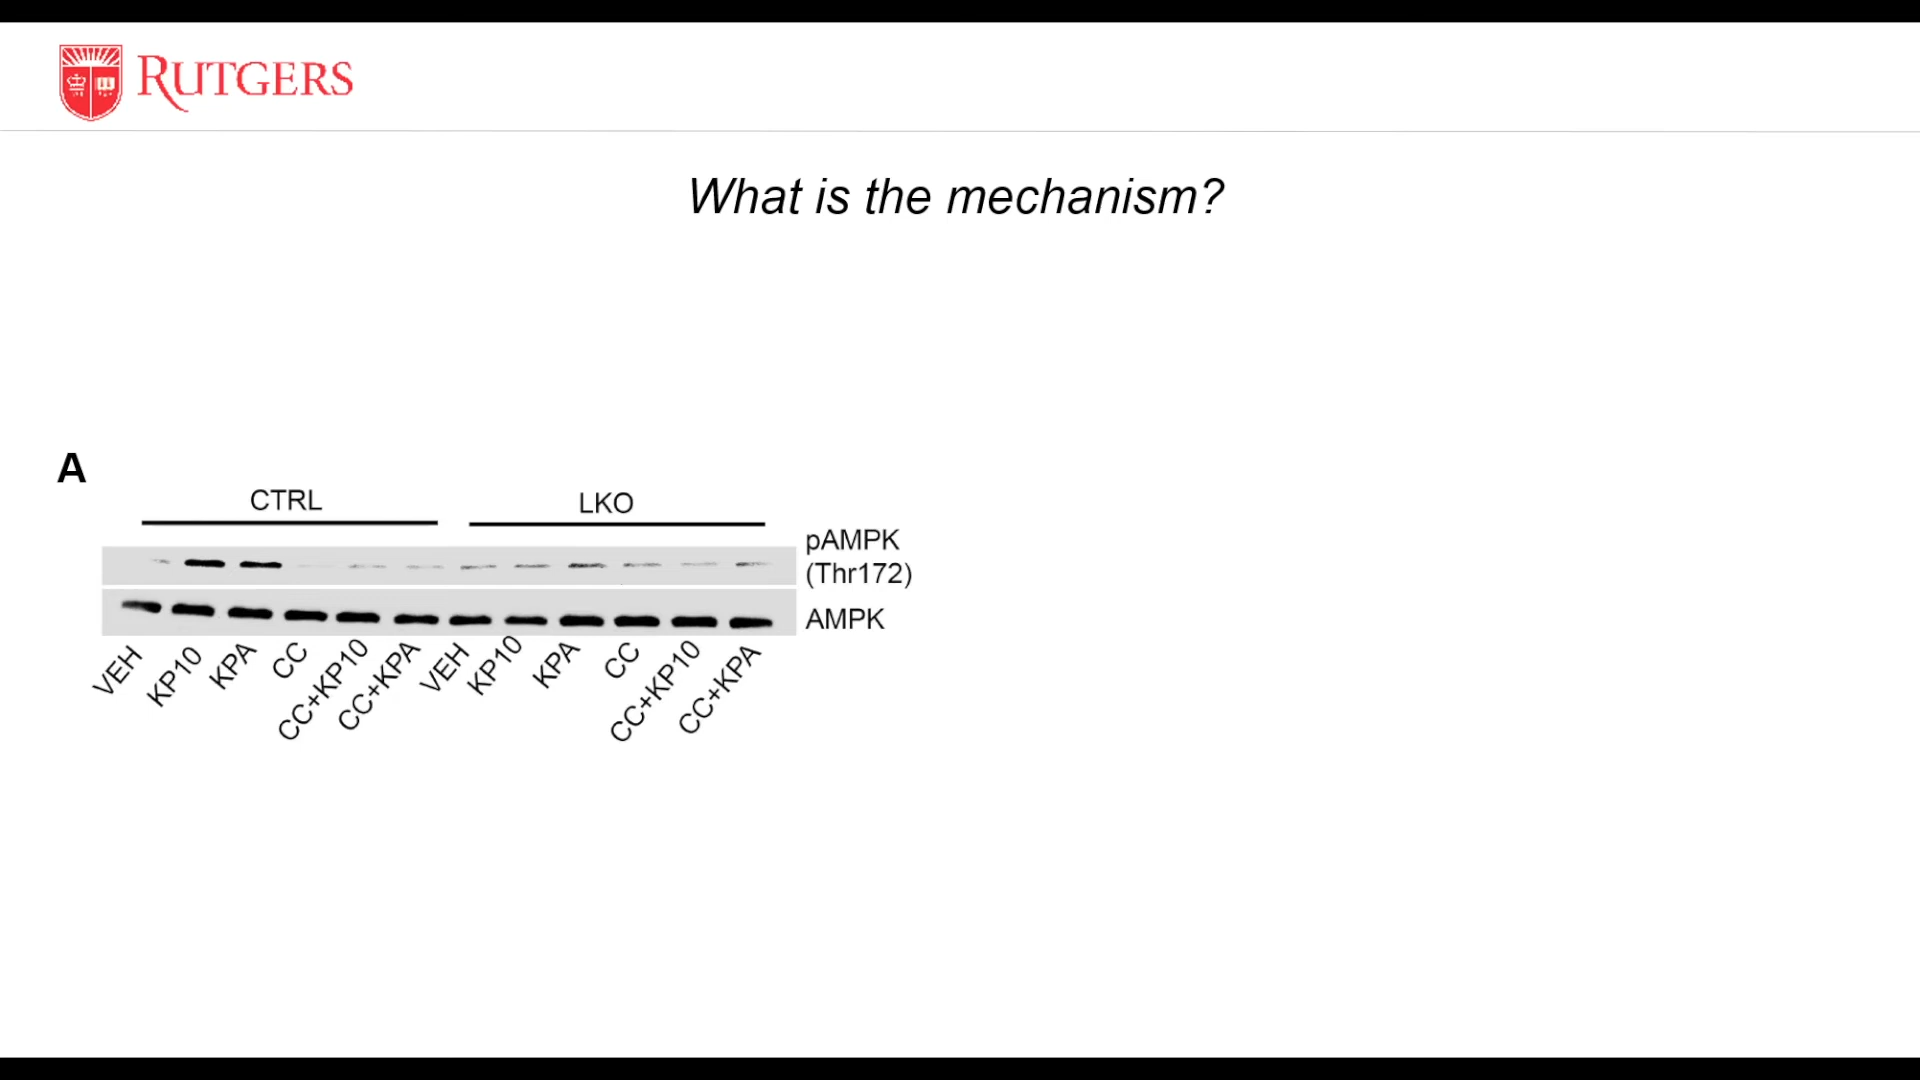 RUTGERS
What is the mechanism?
A
CTRL
LKO
pAMPK
(Thr172)
AMPK
VEH
KP10
KPA
CC
CC+KP10
CC+KPA
VEH
KP10
KPA
CC
CC+KP10
CC+KPA